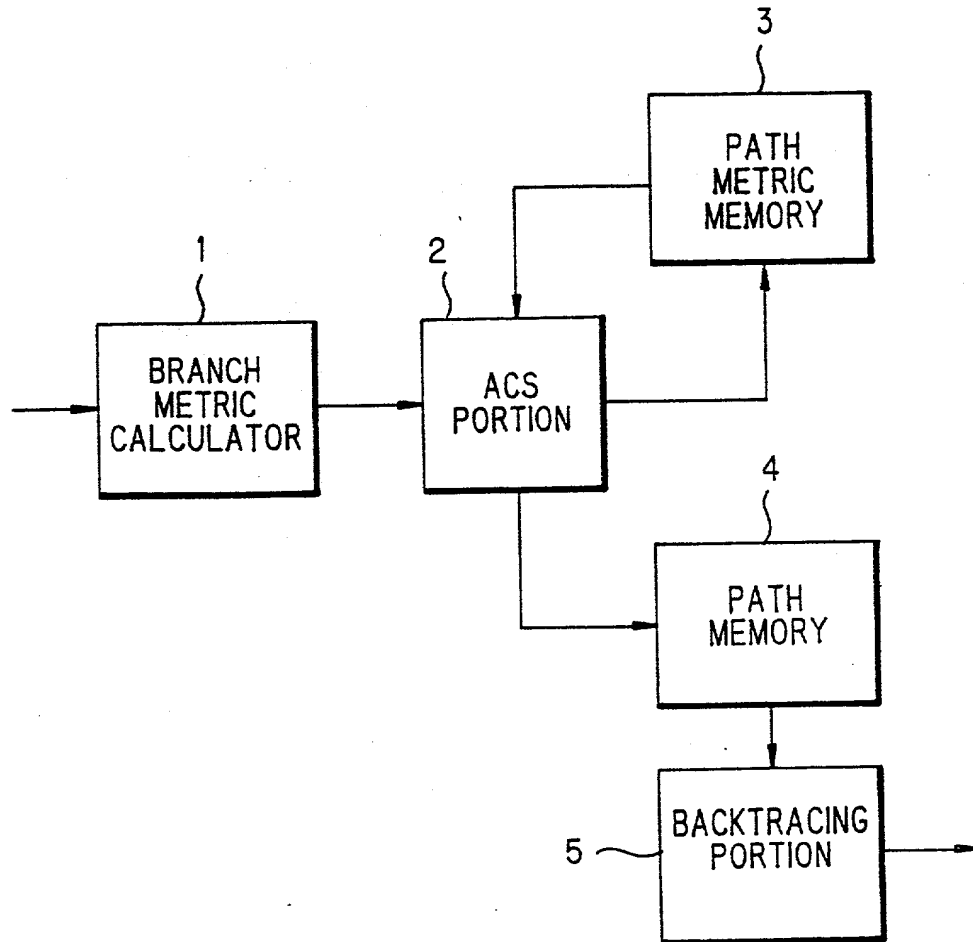 3
PATH
METRIC
MEMORY
1
2
BRANCH
METRIC
CALCULATOR
ACS
PORTION
4
PATH
MEMORY
5
BACKTRACING
PORTION